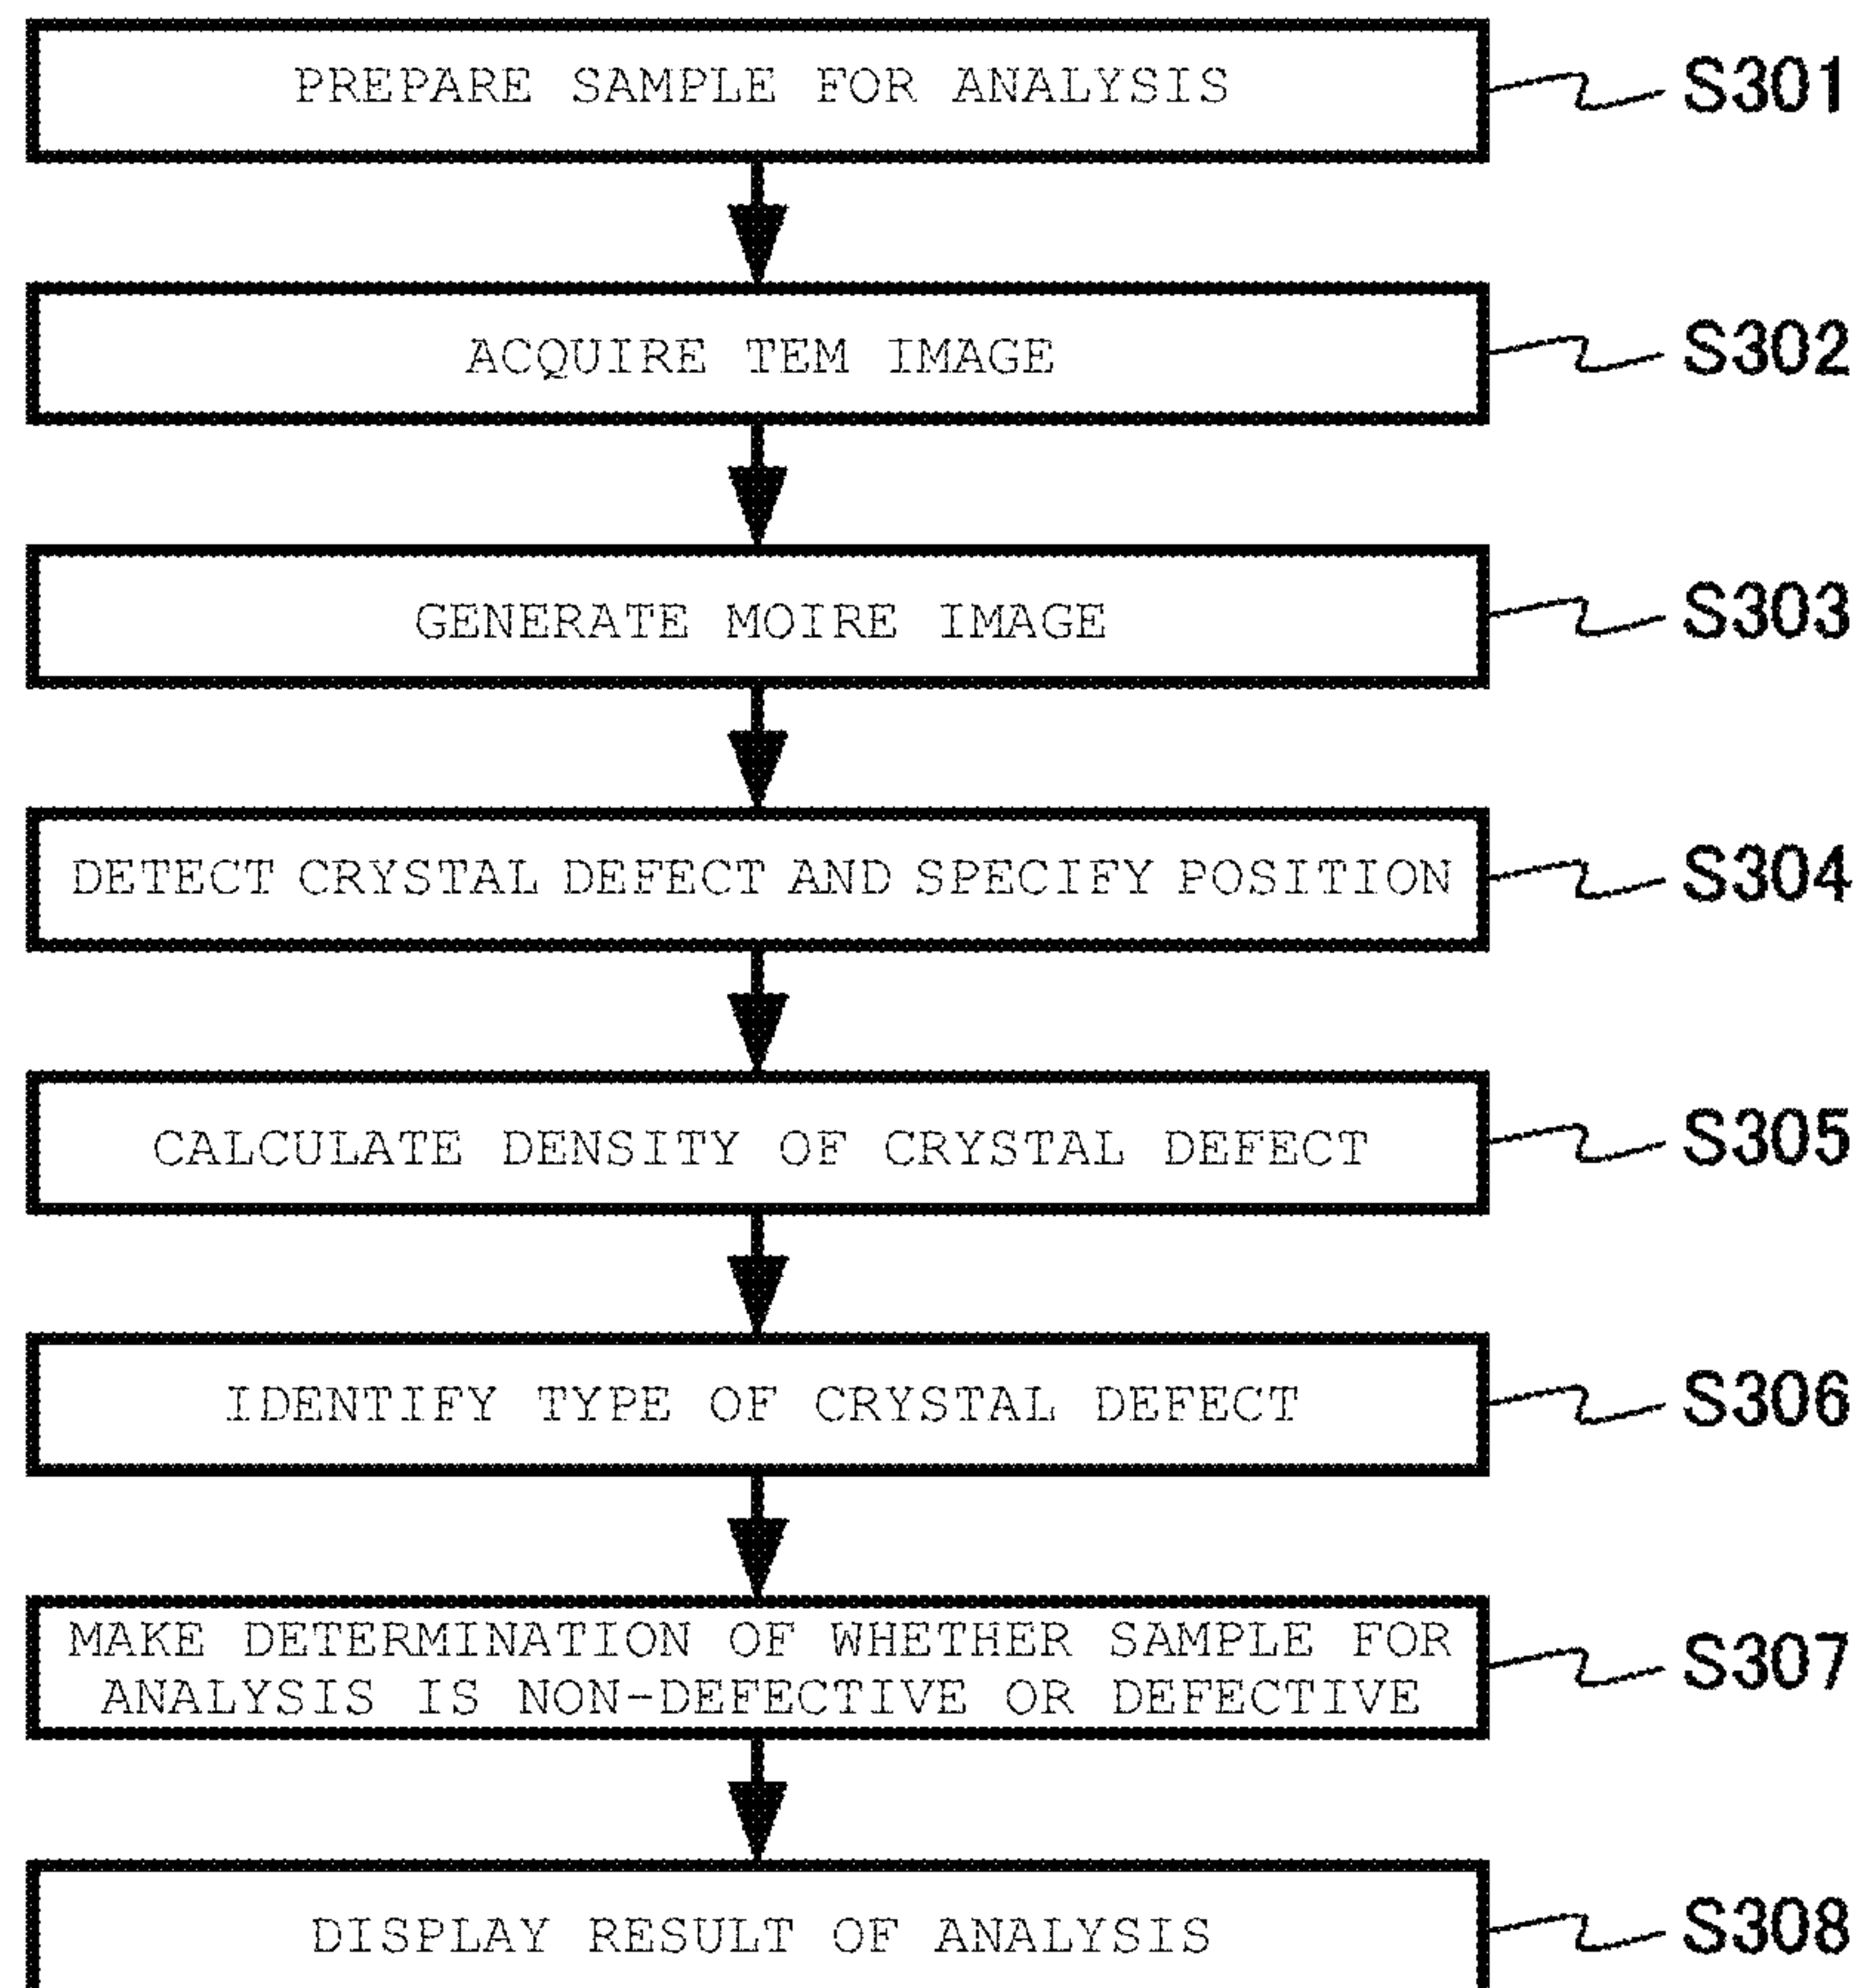 PREPARE SAMPLE FOR ANALYSIS
S301
ACQUIRE TEM IMAGE
S302
GENERATE MOIRE IMAGE
S303
DETECT CRYSTAL DEFECT AND SPECIFY POSITION
S304
CALCULATE DENSITY OF CRYSTAL DEFECT
S305
IDENTIFY TYPE OF CRYSTAL DEFECT
S306
MAKE DETERMINATION OF WHETHER SAMPLE FOR
ANALYSIS IS NON-DEFECTIVE OR DEFECTIVE
S307
DISPLAY RESULT OF ANALYSIS
S308